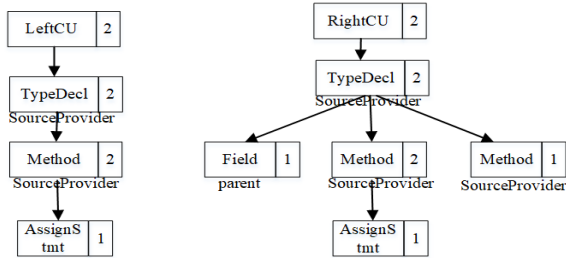 LeftCU 2
TypeDecl 2
SourceProvider
Method 2
SourceProvider
AssignS
tmt 1
RightCU 2
TypeDecl 2
SourceProvider
Field 1
parent
Method 2
SourceProvider
Method 1
SourceProvider
AssignS
tmt 1